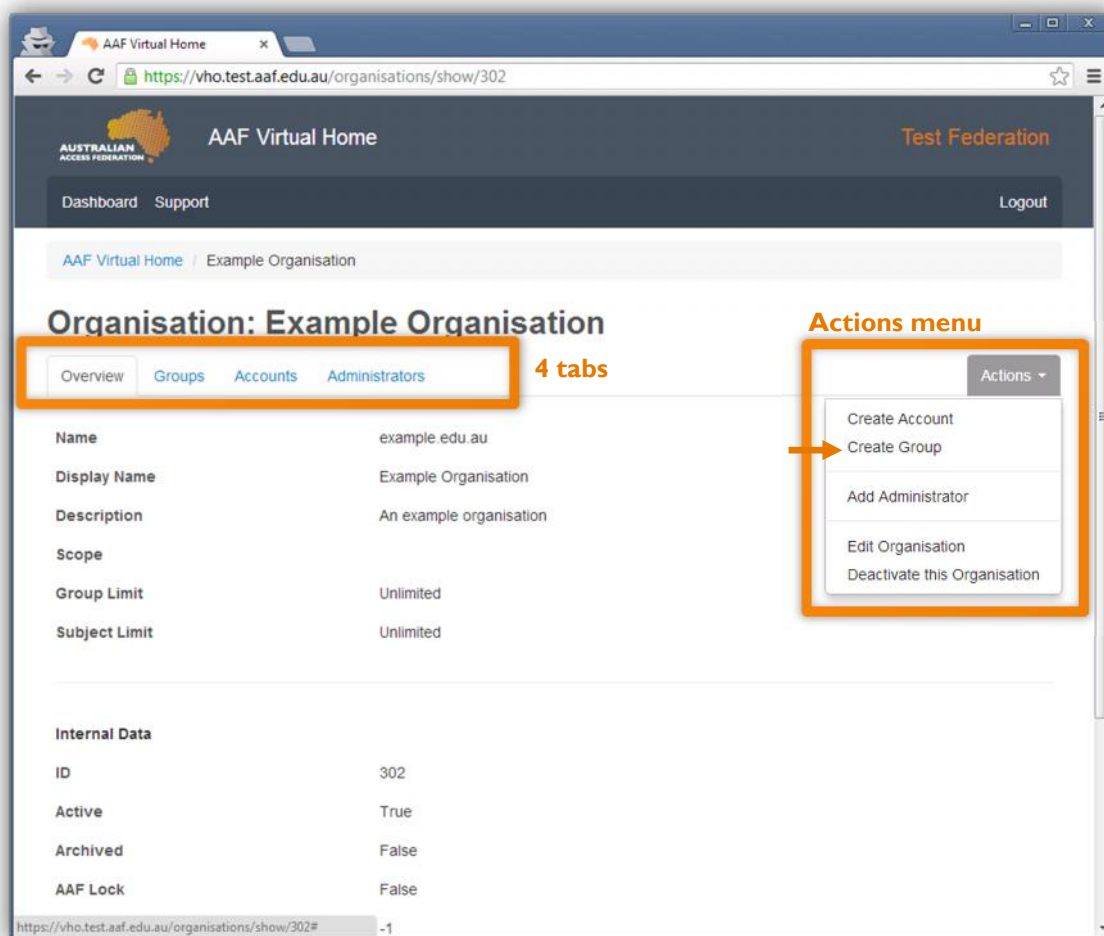 AAF Virtual Home
https://vho.test.aaf.edu.au/organisations/show/302
AUSTRALIAN
ACCESS FEDERATION
AAF Virtual Home
Test Federation
Dashboard Support Logout
AAF Virtual Home / Example Organisation
Organisation: Example Organisation
Actions menu
Overview Groups Accounts Administrators
4 tabs
Actions
Create Account
Create Group
Add Administrator
Edit Organisation
Deactivate this Organisation
Name example.edu.au
Display Name Example Organisation
Description An example organisation
Scope
Group Limit Unlimited
Subject Limit Unlimited
Internal Data
ID 302
Active True
Archived False
AAF Lock False
-1
https://vho.test.aaf.edu.au/organisations/show/302#